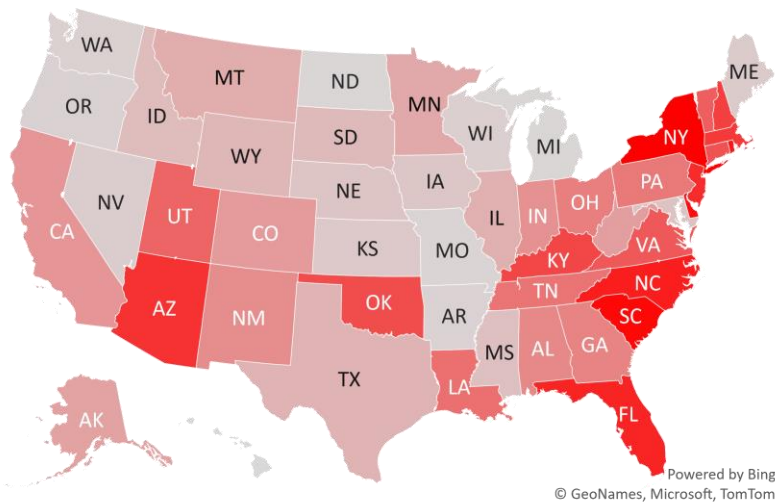 WA
MT
ND
MN
ME
OR
ID
SD
WI
MI
NY
WY
NE
IA
PA
NV
UT
CO
IL
IN
OH
CA
KS
MO
KY
VA
AZ
NM
OK
TN
NC
AR
SC
MS
AL
GA
TX
LA
FL
AK
Powered by Bing
© GeoNames, Microsoft, TomTom